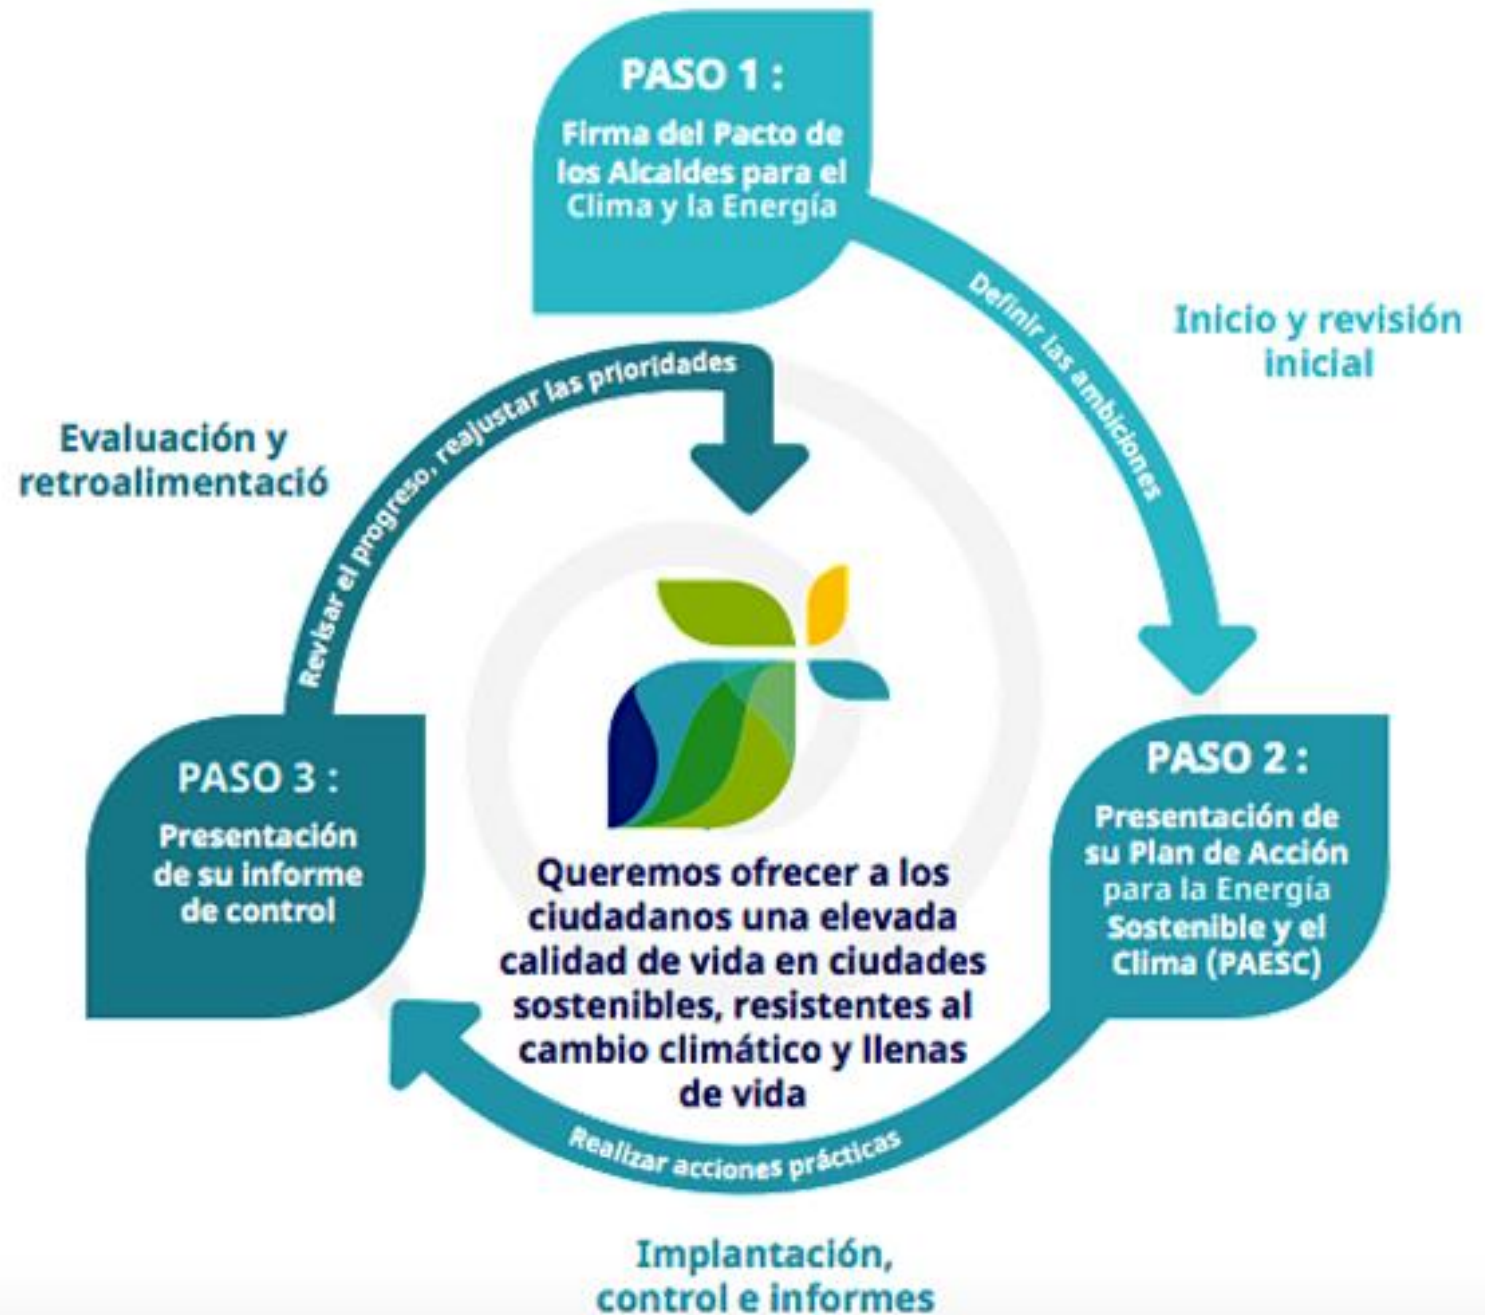 PASO 1 :
Firma del Pacto de
los Alcaldes para el
Clima y la Energía
Definir las ambiciones
Inicio y revisión
inicial
PASO 2 :
Presentación de
su Plan de Acción
para la Energía
Sostenible y el
Clima (PAESC)
Realizar acciones prácticas
Implantación,
control e informes
PASO 3 :
Presentación
de su informe
de control
Revisar el progreso, reajustar las prioridades
Evaluación y
retroalimentació
Queremos ofrecer a los
ciudadanos una elevada
calidad de vida en ciudades
sostenibles, resistentes al
cambio climático y llenas
de vida